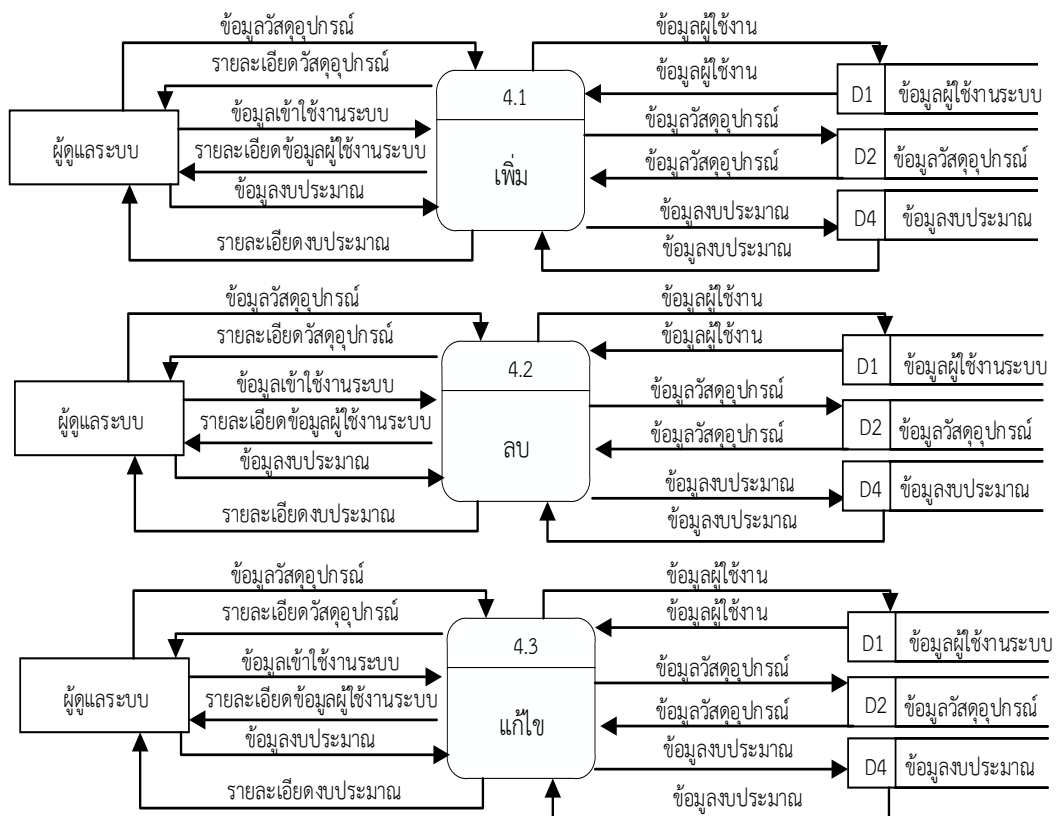 ข้อมูลวัสดุอุปกรณ์
ข้อมูลผู้ใช้งาน
รายละเอียดวัสดุอุปกรณ์
ข้อมูลผู้ใช้งาน
4.1
D1 ข้อมูลผู้ใช้งานระบบ
ข้อมูลเข้าใช้งานระบบ
ข้อมูลวัสดุอุปกรณ์
ผู้ดูแลระบบ
รายละเอียดข้อมูลผู้ใช้งานระบบ
เพิ่ม
ข้อมูลวัสดุอุปกรณ์
D2 ข้อมูลวัสดุอุปกรณ์
ข้อมูลงบประมาณ
ข้อมูลงบประมาณ
D4 ข้อมูลงบประมาณ
รายละเอียดงบประมาณ
ข้อมูลงบประมาณ
ข้อมูลวัสดุอุปกรณ์
ข้อมูลผู้ใช้งาน
รายละเอียดวัสดุอุปกรณ์
ข้อมูลผู้ใช้งาน
4.2
D1 ข้อมูลผู้ใช้งานระบบ
ข้อมูลเข้าใช้งานระบบ
ข้อมูลวัสดุอุปกรณ์
ผู้ดูแลระบบ
รายละเอียดข้อมูลผู้ใช้งานระบบ
ลบ
ข้อมูลวัสดุอุปกรณ์
D2 ข้อมูลวัสดุอุปกรณ์
ข้อมูลงบประมาณ
ข้อมูลงบประมาณ
D4 ข้อมูลงบประมาณ
รายละเอียดงบประมาณ
ข้อมูลงบประมาณ
ข้อมูลวัสดุอุปกรณ์
ข้อมูลผู้ใช้งาน
รายละเอียดวัสดุอุปกรณ์
ข้อมูลผู้ใช้งาน
4.3
D1 ข้อมูลผู้ใช้งานระบบ
ข้อมูลเข้าใช้งานระบบ
ข้อมูลวัสดุอุปกรณ์
ผู้ดูแลระบบ
รายละเอียดข้อมูลผู้ใช้งานระบบ
แก้ไข
ข้อมูลวัสดุอุปกรณ์
D2 ข้อมูลวัสดุอุปกรณ์
ข้อมูลงบประมาณ
ข้อมูลงบประมาณ
D4 ข้อมูลงบประมาณ
รายละเอียดงบประมาณ
ข้อมูลงบประมาณ